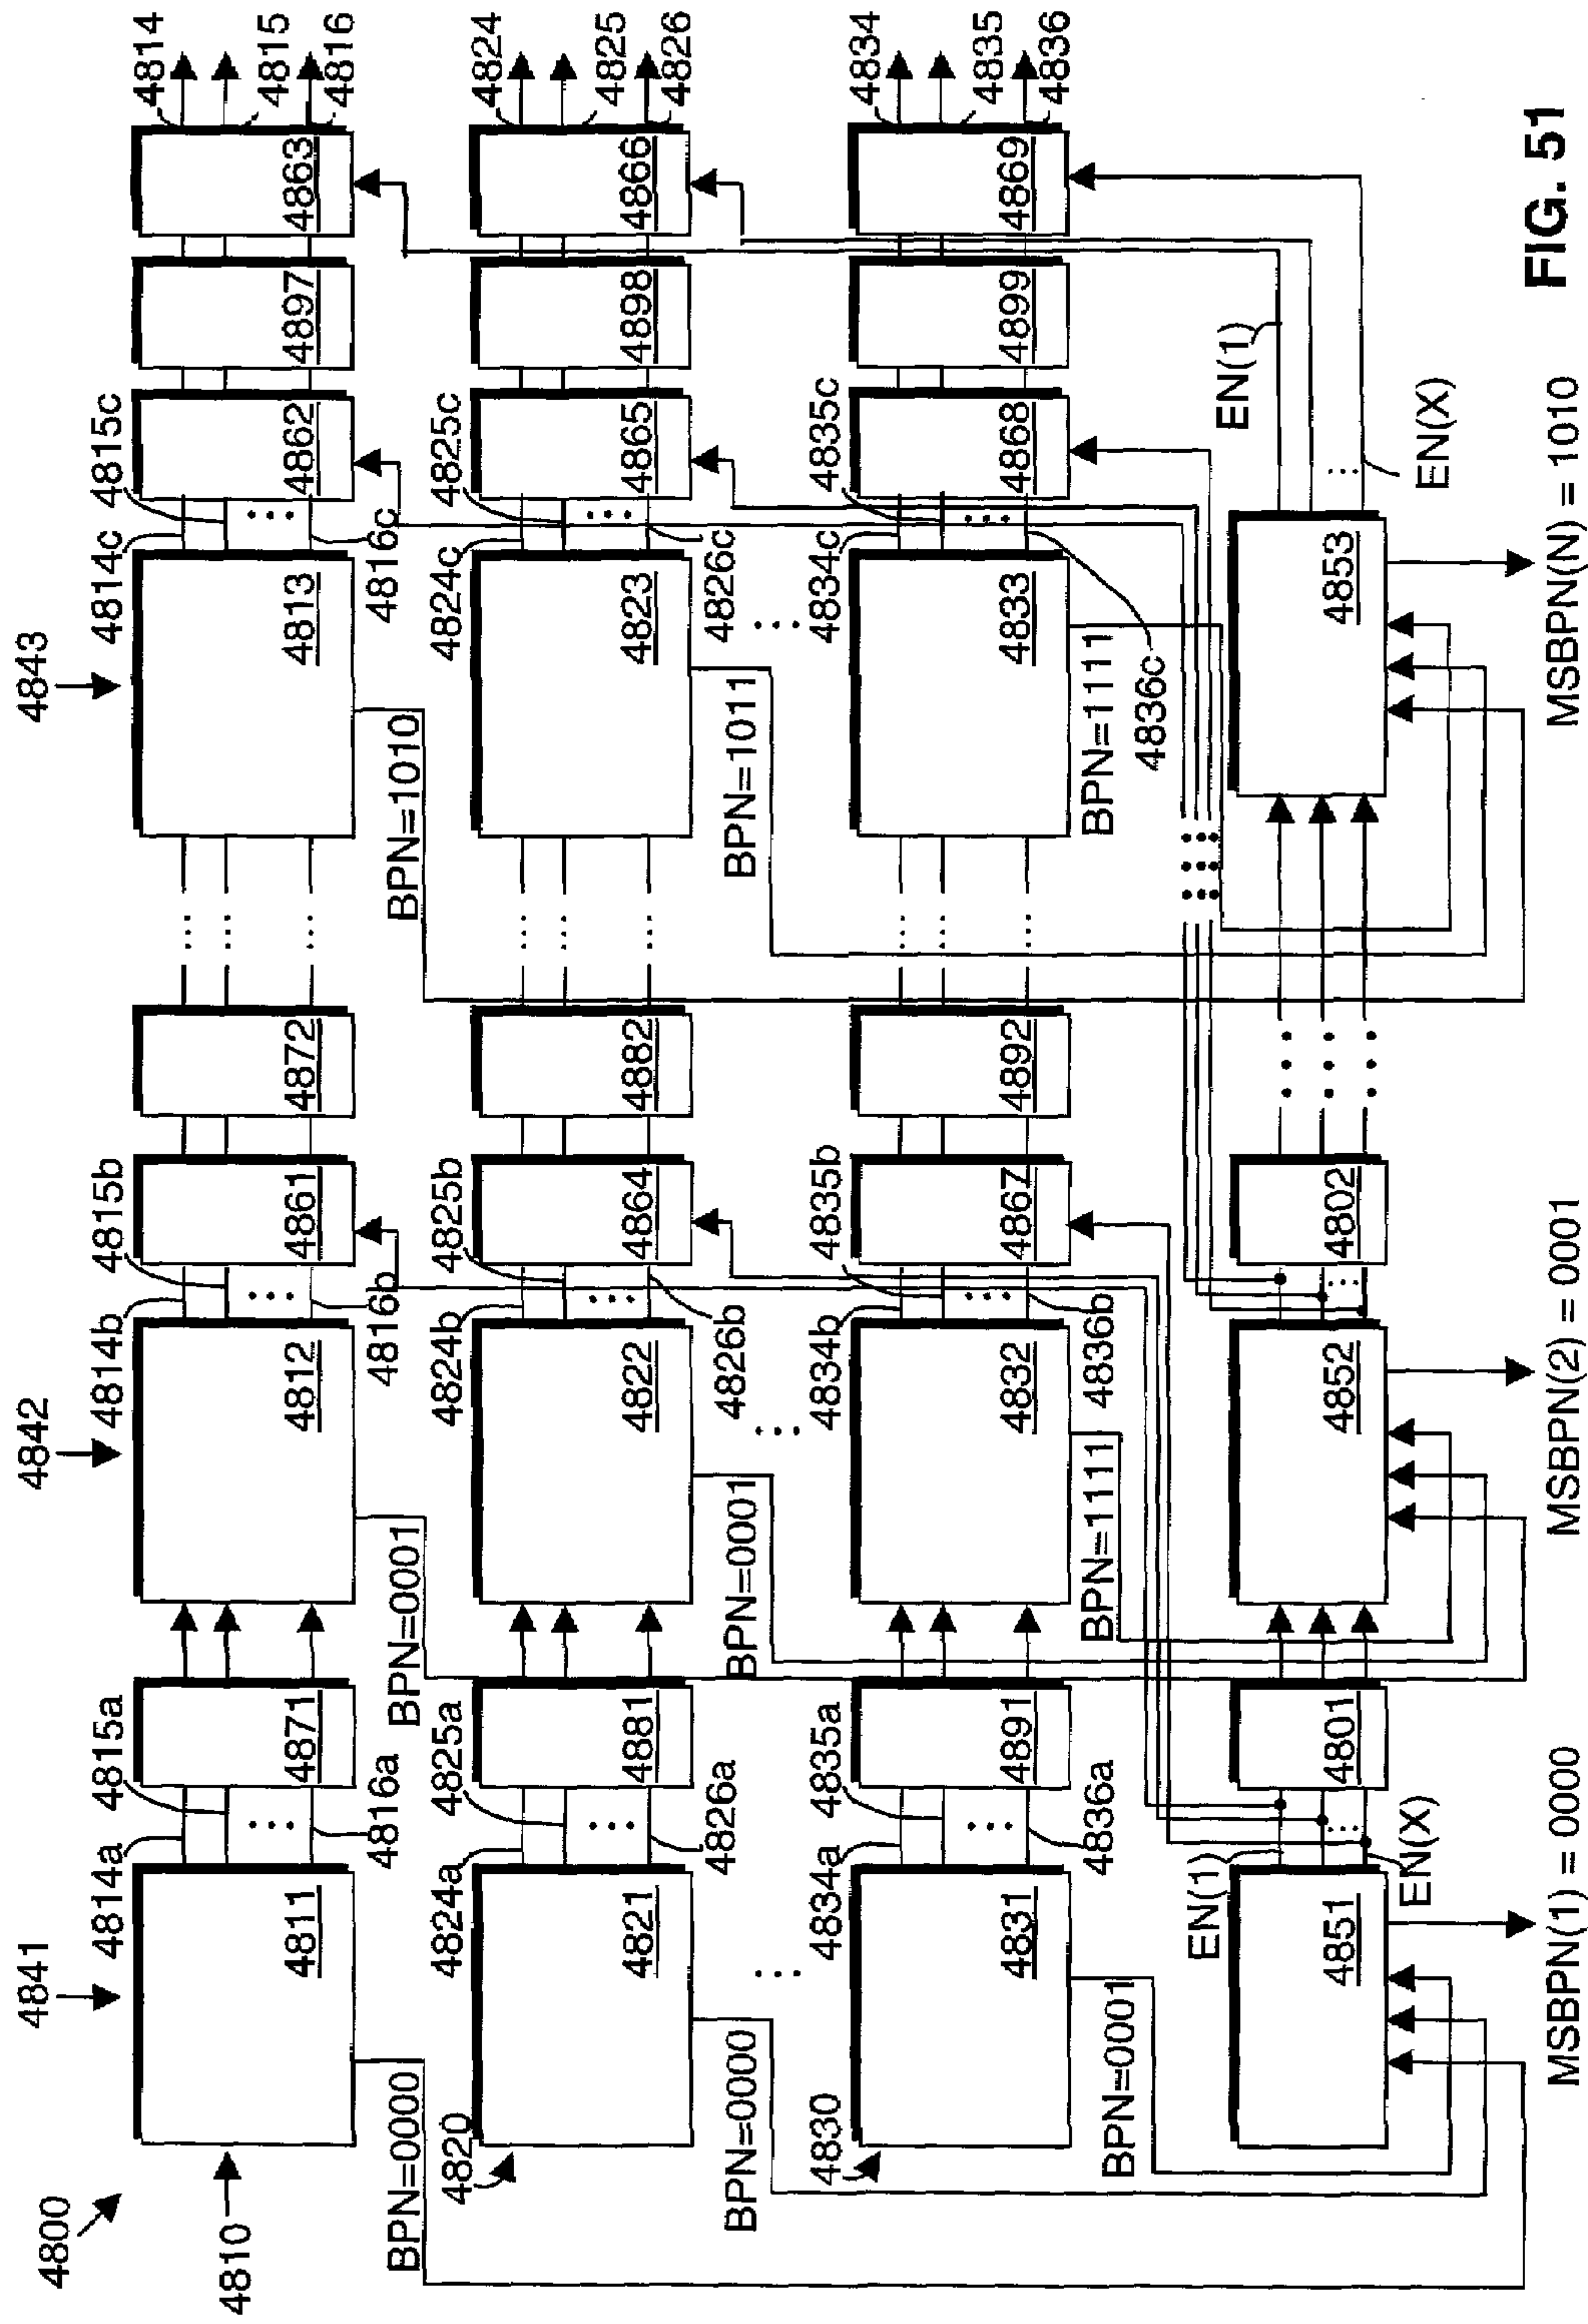 4800
4841
4842
4843
4810
4814a
4815a
4814b
4815b
4814c
4815c
4814
4815
4816
4811
4871
4812
4861
4872
4813
4862
4897
4863
4816a
4816b
4816c
BPN=0000
BPN=0001
BPN=1010
4820
4824a
4825a
4824b
4825b
4824c
4825c
4824
4825
4826
4821
4881
4822
4864
4882
4823
4865
4898
4866
4826a
4826b
4826c
BPN=0000
BPN=0001
BPN=1011
4830
4834a
4835a
4834b
4835b
4834c
4835c
4834
4835
4836
4831
4891
4832
4867
4892
4833
4868
4899
4869
4836a
4836b
4836c
BPN=0001
BPN=1111
BPN=1111
EN(1)
EN(1)
4851
4801
4852
4802
4853
EN(X)
EN(X)
MSBPN(1) = 0000
MSBPN(2) = 0001
MSBPN(N) = 1010
FIG. 51